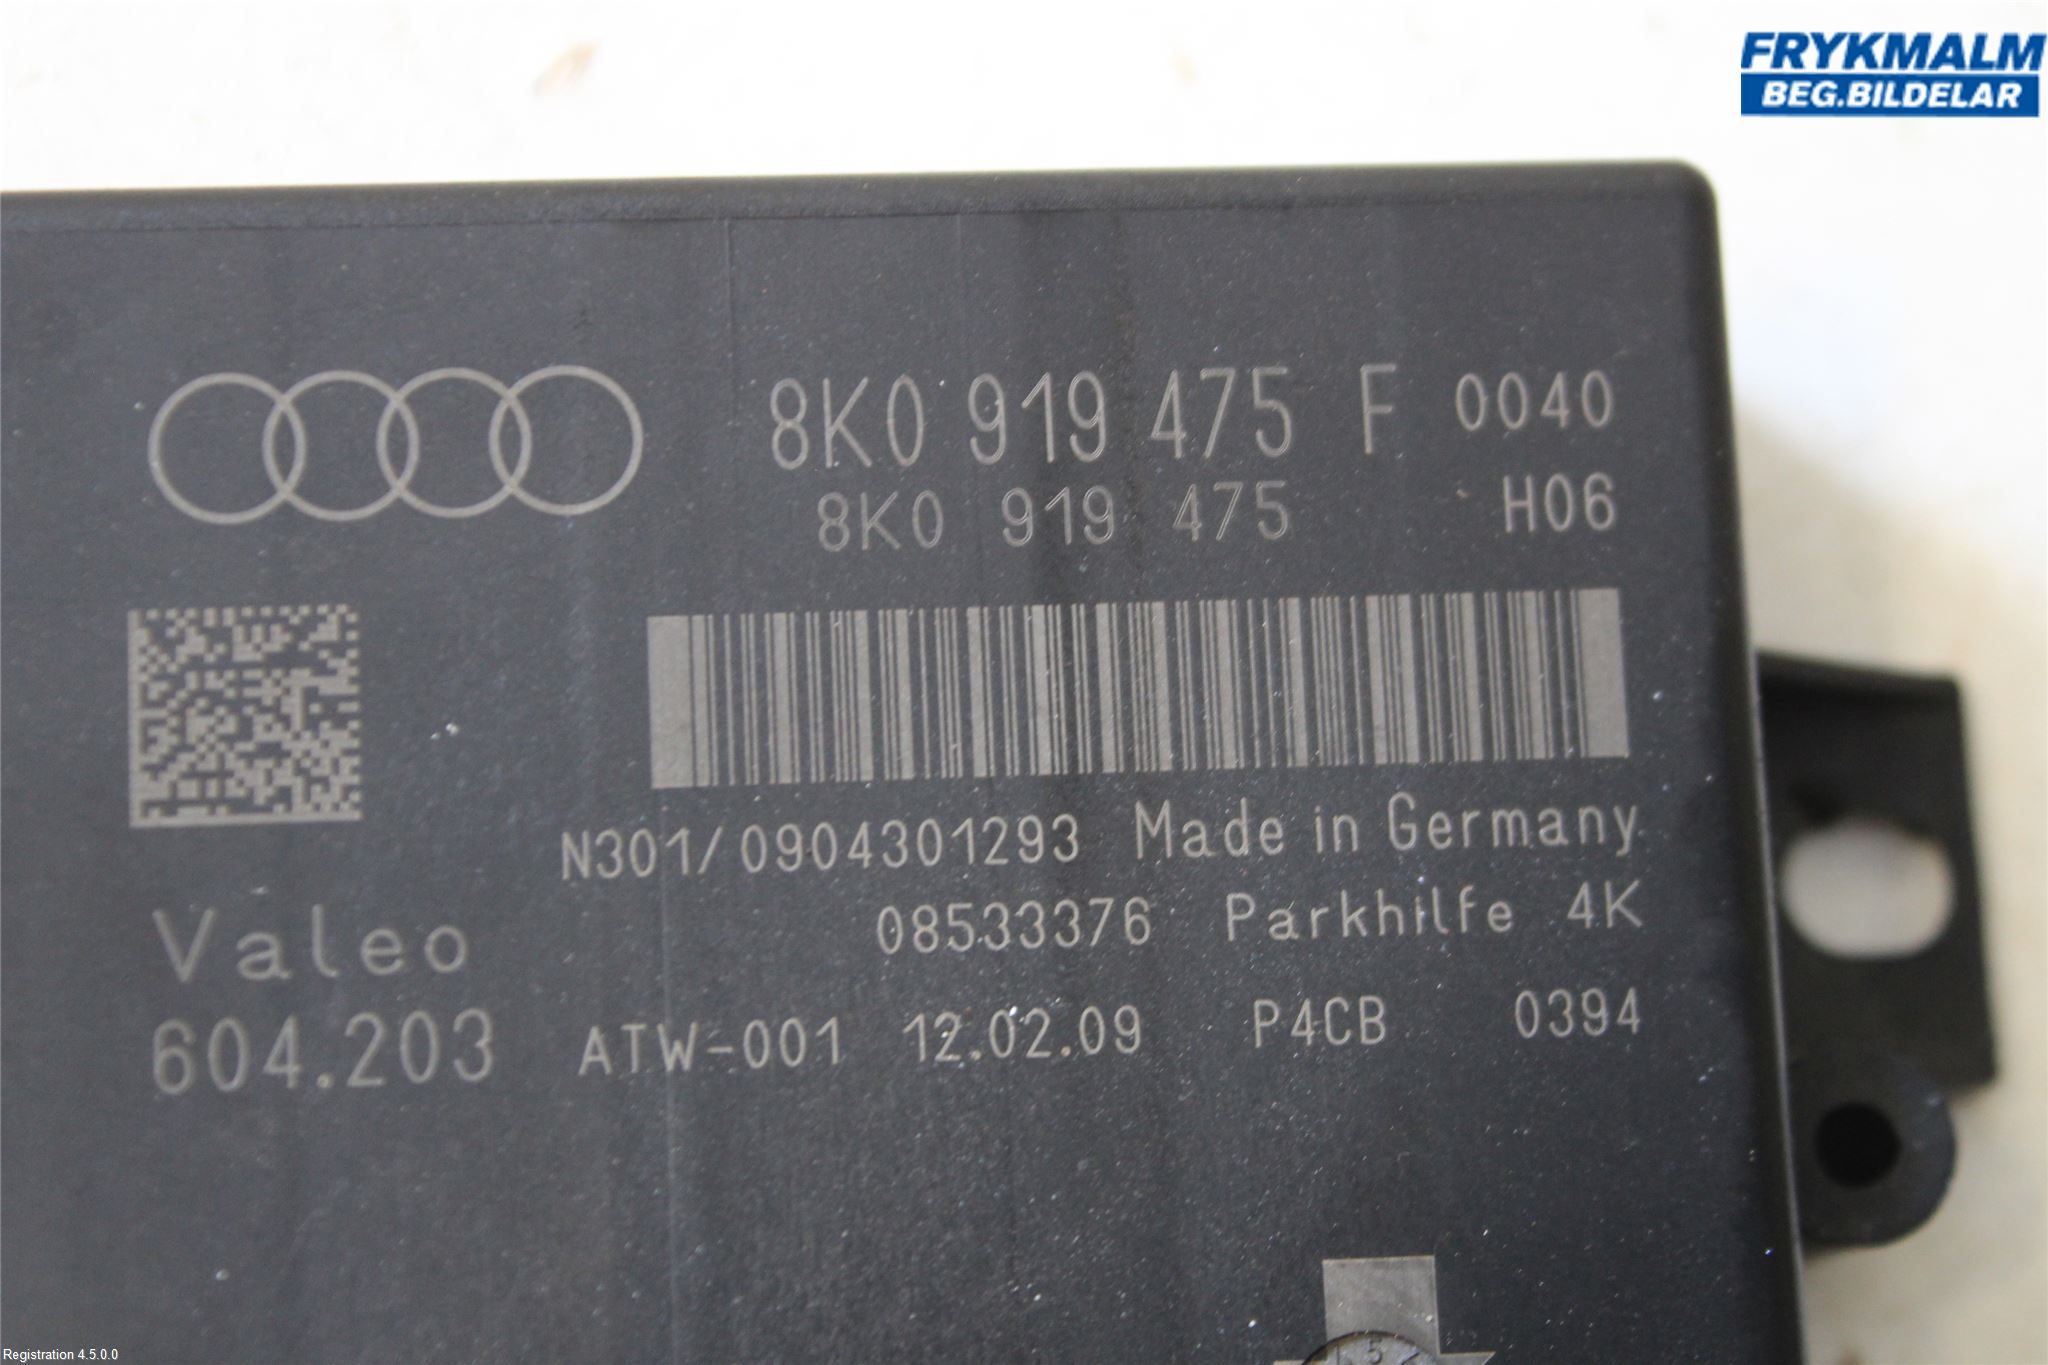 FRYKMALM
BEG.BILDELAR
8K0 919 475 F 0040
8K0 919 475 H06
N301/0904301293 Made in Germany
08533376 Parkhilfe 4K
Valeo
604.203 ATW-001 12.02.09 P4CB 0394
Registration 4.5.0.0